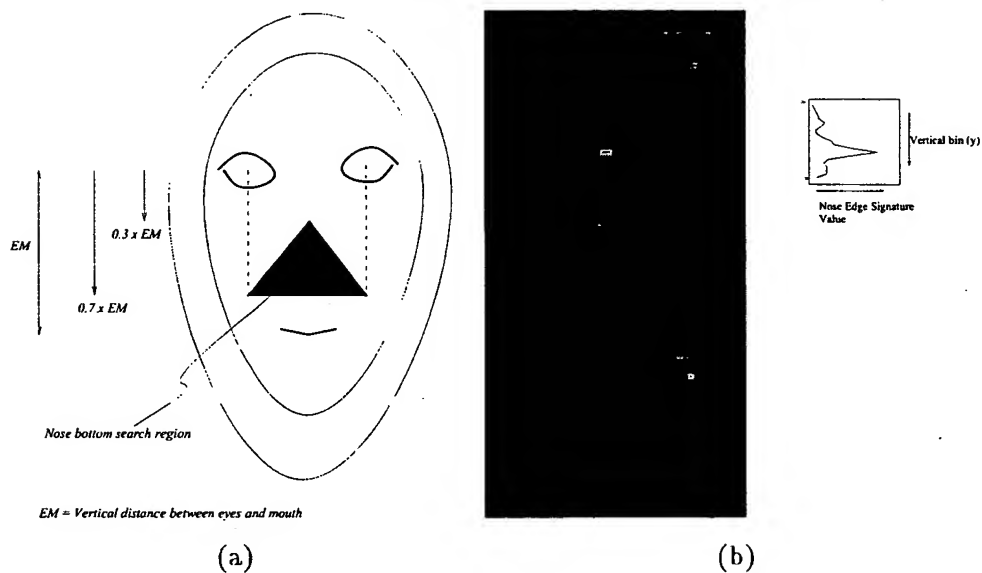 EM
0.3 x EM
0.7 x EM
Nose bottom search region
EM = Vertical distance between eyes and mouth
(a)
Vertical bin (y)
Nose Edge Signature
Value
(b)